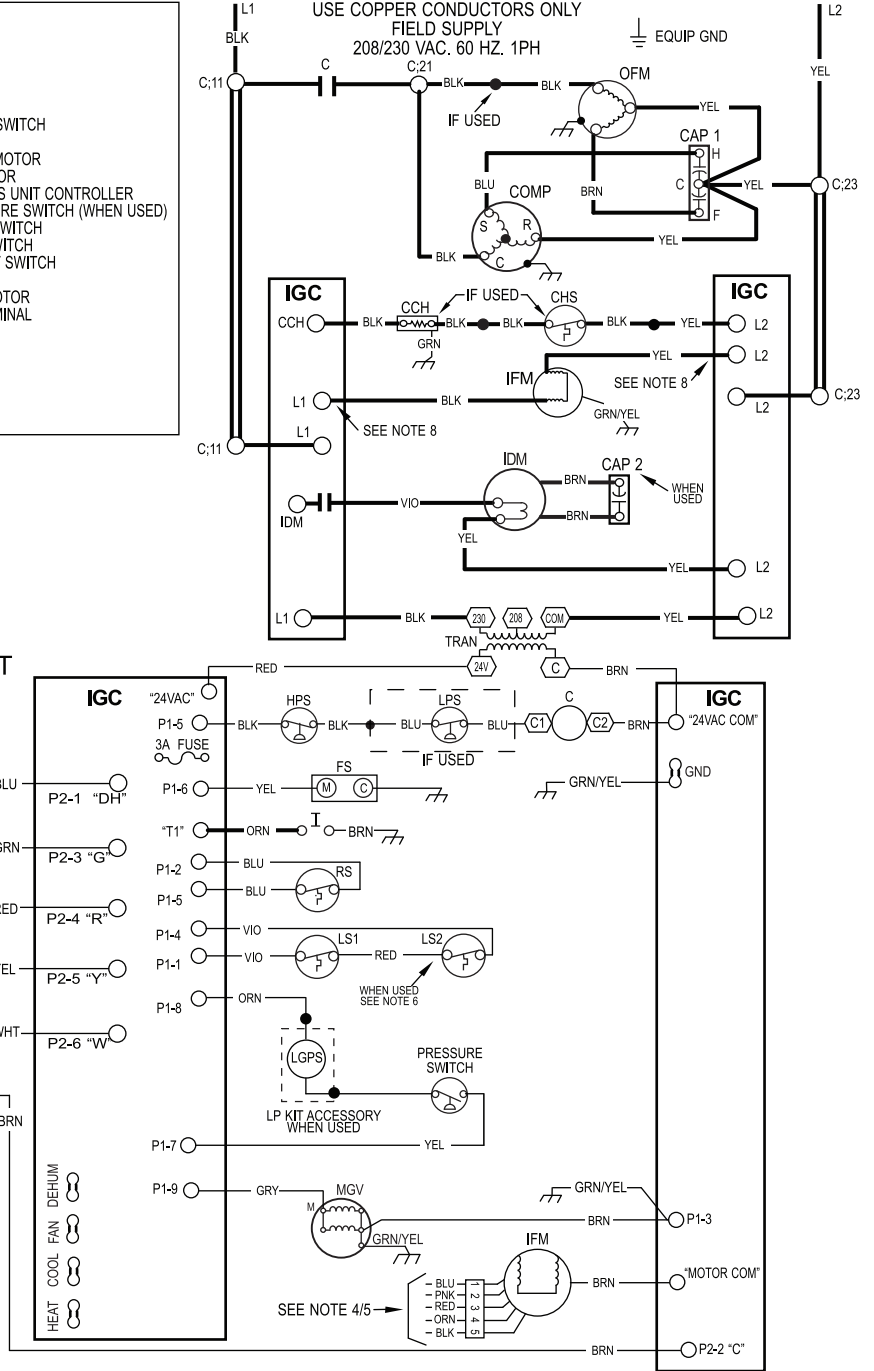 L1
USE COPPER CONDUCTORS ONLY
FIELD SUPPLY
208/230 VAC. 60 HZ. 1PH
EQUIP GND
L2
BLK
YEL
C;11
C
C;21
BLK
BLK
IF USED
OFM
YEL
CAP 1
H
C
F
YEL
C;23
BLU
COMP
BRN
S
R
C
YEL
BLK
SWITCH
MOTOR
S UNIT CONTROLLER
RE SWITCH (WHEN USED)
SWITCH
SWITCH
IGC
IGC
CCH
BLK
CCH
IF USED
BLK
BLK
CHS
BLK
YEL
L2
GRN
YEL
L2
IFM
SEE NOTE 8
L1
BLK
GRN/YEL
L2
C;23
SEE NOTE 8
C;11
L1
IDM
VIO
IDM
BRN
BRN
CAP 2
WHEN
USED
YEL
YEL
L2
L1
BLK
230
208
COM
YEL
L2
TRAN
24V
C
RED
BRN
IGC
"24VAC"
IGC
"24VAC COM"
P1-5
BLK
HPS
BLK
BLU
LPS
BLU
C1
C
C2
BRN
IF USED
3A FUSE
GND
GRN/YEL
P2-1 "DH"
P1-6
YEL
FS
M
C
"T1"
ORN
BRN
GRN
P2-3 "G"
P1-2
BLU
P1-5
BLU
RS
P2-4 "R"
P1-4
VIO
P1-1
VIO
LS1
RED
LS2
WHEN USED
SEE NOTE 6
P2-5 "Y"
P1-8
ORN
WHT
P2-6 "W"
LGPS
PRESSURE
SWITCH
LP KIT ACCESSORY
WHEN USED
BRN
P1-7
YEL
P1-9
GRY
MGV
M
GRN/YEL
GRN/YEL
BRN
P1-3
DEHUM
FAN
COOL
HEAT
IFM
BLU 1
PNK 2
RED 3
ORN 4
BLK 5
SEE NOTE 4/5
BRN
"MOTOR COM"
BRN
P2-2 "C"